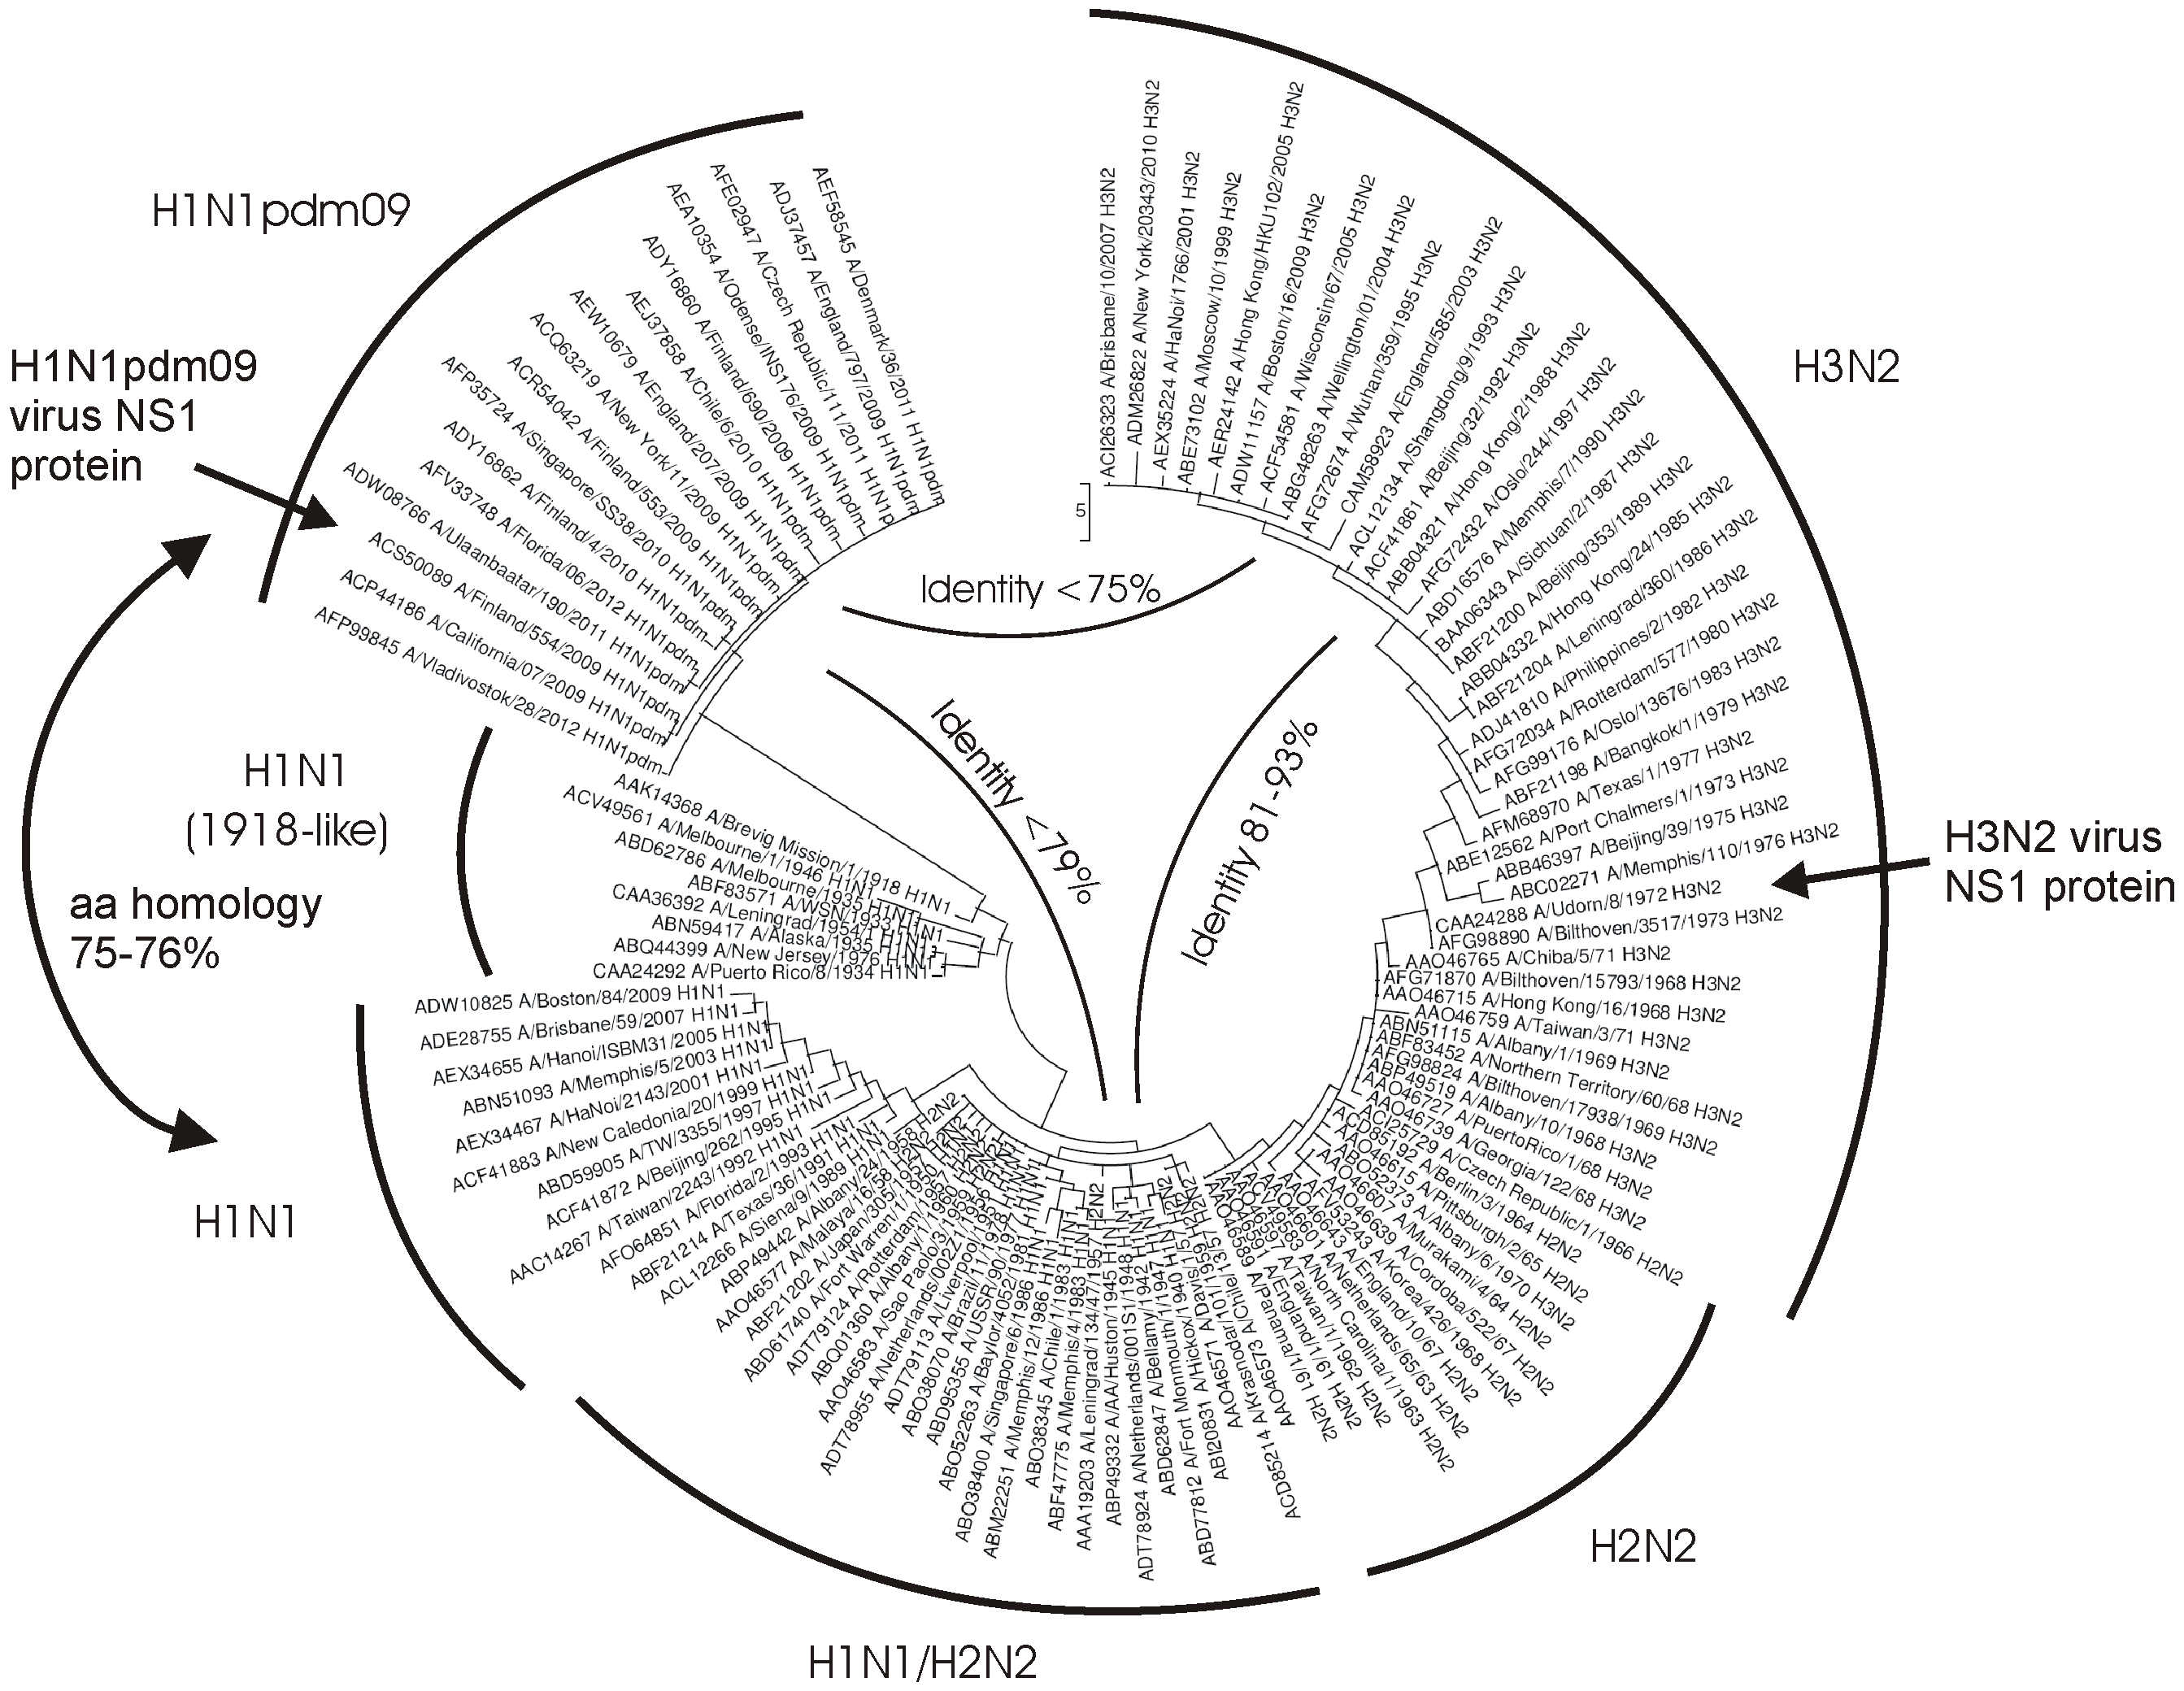 H1N1pdm09
H1N1pdm09
virus NS1
protein
H1N1
(1918-like)
aa homology
75-76%
H1N1
H1N1/H2N2
H2N2
H3N2
H3N2 virus
NS1 protein
Identity <75%
Identity <79%
Identity 81-93%
5
ACI26323 A/Brisbane/10/2007 H3N2
ADM26822 A/New York/20343/2010 H3N2
AEX35224 A/HaNoi/1766/2001 H3N2
ABE73102 A/Moscow/10/1999 H3N2
AER24142 A/Hong Kong/HKU102/2005 H3N2
ADW11157 A/Boston/16/2009 H3N2
ACF54581 A/Wisconsin/67/2005 H3N2
ABG48263 A/Wellington/01/2004 H3N2
AFG72674 A/Wuhan/359/1995 H3N2
CAM58923 A/England/585/2003 H3N2
ACL12134 A/Shangdong/9/1993 H3N2
ACF41861 A/Beijing/32/1992 H3N2
ABB04321 A/Hong Kong/2/1988 H3N2
AFG72432 A/Oslo/244/1997 H3N2
ABD16576 A/Memphis/7/1990 H3N2
BAA06343 A/Sichuan/2/1987 H3N2
ABF21200 A/Beijing/353/1989 H3N2
ABB04332 A/Hong Kong/24/1985 H3N2
ABF21204 A/Leningrad/360/1986 H3N2
ADJ41810 A/Philippines/2/1982 H3N2
AFG72034 A/Rotterdam/577/1980 H3N2
AFG99176 A/Oslo/13676/1983 H3N2
ABF21198 A/Bangkok/1/1979 H3N2
AFM68970 A/Texas/1/1977 H3N2
ABE12562 A/Port Chalmers/1/1973 H3N2
ABB46397 A/Beijing/39/1975 H3N2
ABC02271 A/Memphis/110/1976 H3N2
CAA24288 A/Udorn/8/1972 H3N2
AFG98890 A/Bilthoven/3517/1973 H3N2
AAO46765 A/Chiba/5/71 H3N2
AFG71870 A/Bilthoven/15793/1968 H3N2
AAO46715 A/Hong Kong/16/1968 H3N2
AAO46759 A/Taiwan/3/71 H3N2
ABN51115 A/Albany/1/1969 H3N2
ABF83452 A/Northern Territory/60/68 H3N2
AFG98824 A/Bilthoven/17938/1969 H3N2
ABP49519 A/Albany/10/1968 H3N2
AAO46727 A/PuertoRico/1/68 H3N2
AAO46739 A/Georgia/122/68 H3N2
ACI25729 A/Czech Republic/1/1966 H2N2
ACD85192 A/Berlin/3/1964 H2N2
AAO46615 A/Pittsburgh/2/65 H2N2
ABO52373 A/Albany/6/1970 H3N2
AAO46607 A/Murakami/4/64 H2N2
AAO46639 A/Cordoba/522/67 H2N2
AFV53243 A/Korea/426/1968 H2N2
AAO46643 A/England/10/67 H2N2
AAO46601 A/Netherlands/65/63 H2N2
ACV49583 A/North Carolina/1/1963 H2N2
AAO46597 A/Taiwan/1/1962 H2N2
AAO46591 A/England/1/61 H2N2
AAO46589 A/Panama/1/61 H2N2
ACD85214 A/Krasnodar/101/1959 H2N2
AAO46573 A/Chile/13/57 H2N2
AAO46571 A/Davis/1/57 H2N2
ABI20831 A/Hickox/1940 H1N1
ABD77812 A/Fort Monmouth/1/1947 H1N1
ABD62847 A/Bellamy/1942 H1N1
ADT78924 A/Netherlands/001S1/1948 H1N1
ABP49332 A/AA/Huston/1945 H1N1
AAA19203 A/Leningrad/134/47/1957 H2N2
ABF47775 A/Memphis/4/1983 H1N1
ABO38345 A/Chile/1/1983 H1N1
ABM22251 A/Memphis/12/1986 H1N1
ABO38400 A/Singapore/6/1986 H1N1
ABO52263 A/Baylor/4052/1981 H1N1
ABD95355 A/USSR/90/1977
ABO38070 A/Brazil/11/1978
ADT79113 A/Liverpool
ADT78955 A/Netherlands/002Z1
AAO46583 A/Sao Paolo/3/1959
ABQ01360 A/Albany/1/1960
ADT79124 A/Rotterdam
ABD61740 A/Fort Warren/1/1950
ABF21202 A/Japan/305/1957
AAO46577 A/Malaya/16/58 H2N2
ABP49442 A/Albany/24/1958 H2N2
ACL12266 A/Siena/9/1989 H1N1
ABF21214 A/Texas/36/1991 H1N1
AFO64851 A/Florida/2/1993 H1N1
AAC14267 A/Taiwan/2243/1992 H1N1
ACF41872 A/Beijing/262/1995 H1N1
ABD59905 A/TW/3355/1997 H1N1
ACF41883 A/New Caledonia/20/1999 H1N1
AEX34467 A/HaNoi/2143/2001 H1N1
ABN51093 A/Memphis/5/2003 H1N1
AEX34655 A/Hanoi/ISBM31/2005 H1N1
ADE28755 A/Brisbane/59/2007 H1N1
ADW10825 A/Boston/84/2009 H1N1
CAA24292 A/Puerto Rico/8/1934 H1N1
ABQ44399 A/New Jersey/1976 H1N1
ABN59417 A/Alaska/1935 H1N1
CAA36392 A/Leningrad/1954/1 H1N1
ABF83571 A/WSN/1933 H1N1
ABD62786 A/Melbourne/1935 H1N1
ACV49561 A/Melbourne/1/1946 H1N1
AAK14368 A/Brevig Mission/1/1918 H1N1
AFP99845 A/Vladivostok/28/2012 H1N1pdm
ACP44186 A/California/07/2009 H1N1pdm
ACS50089 A/Finland/554/2009 H1N1pdm
ADW08766 A/Ulaanbaatar/190/2011 H1N1pdm
AFV33748 A/Florida/06/2012 H1N1pdm
ADY16862 A/Finland/4/2010 H1N1pdm
AFP35724 A/Singapore/SS38/2010 H1N1pdm
ACR54042 A/Finland/553/2009 H1N1pdm
ACQ63219 A/New York/11/2009 H1N1pdm
AEW10679 A/England/207/2009 H1N1pdm
AEJ37858 A/Chile/6/2010 H1N1pdm
ADY16860 A/Finland/690/2009 H1N1pdm
AEA10354 A/Odense/INS176/2009 H1N1pdm
AFE02947 A/Czech Republic/111/2011 H1N1p
ADJ37457 A/England/797/2009 H1N1pdm
AEF58545 A/Denmark/36/2011 H1N1pdm